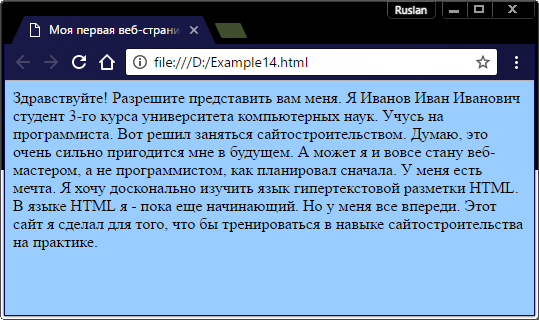 Ruslan
Моя первая веб-страни
file:///D:/Example14.html
Здравствуйте! Разрешите представить вам меня. Я Иванов Иван Иванович
студент 3-го курса университета компьютерных наук. Учусь на
программиста. Вот решил заняться сайтостроительством. Думаю, это
очень сильно пригодится мне в будущем. А может я и вовсе стану веб-
мастером, а не программистом, как планировал сначала. У меня есть
мечта. Я хочу досконально изучить язык гипертекстовой разметки HTML.
В языке HTML я - пока еще начинающий. Но у меня все впереди. Этот
сайт я сделал для того, что бы тренироваться в навыке сайтостроительства
на практике.